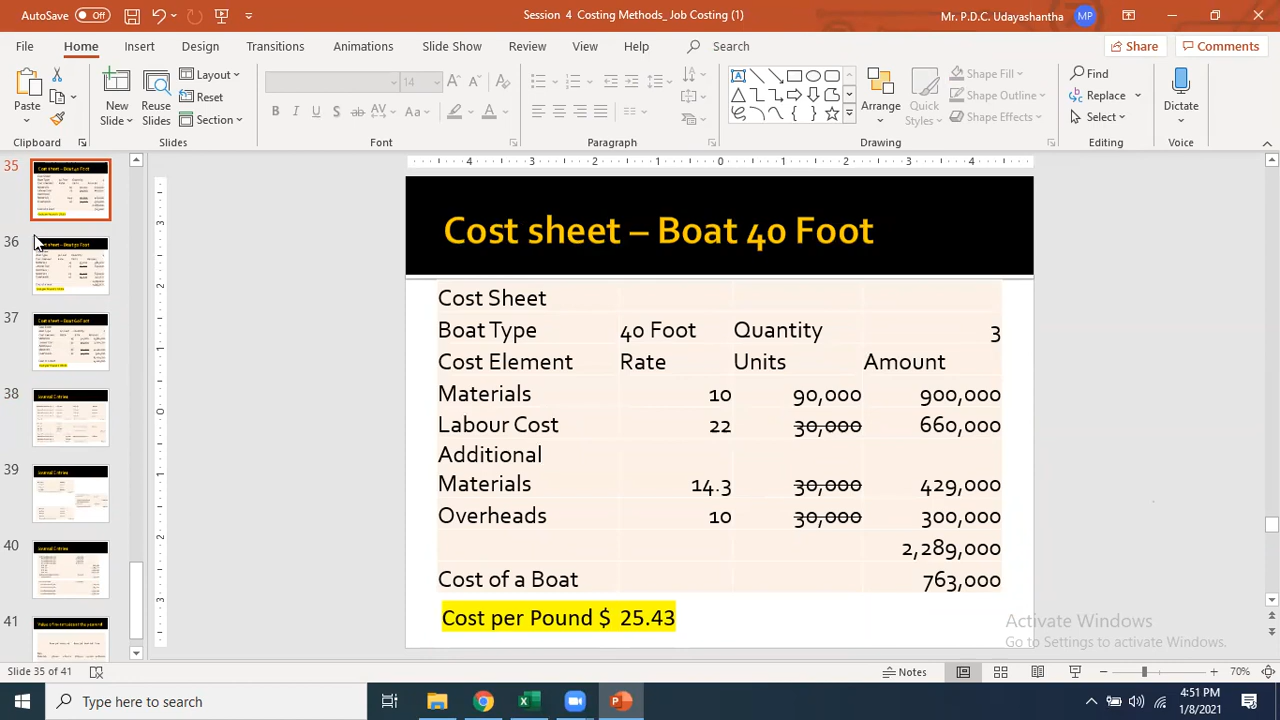 AutoSave Off
Session 4 Costing Methods_Job Costing (1)
Mr. P.D.C. Udayashantha MP
File Home Insert Design Transitions Animations Slide Show Review View Help Search Share Comments
Paste
New Slide
Reuse Slides
Layout
Reset
Section
14
Arrange
Quick Styles
Shape Fill
Shape Outline
Shape Effects
Find
Replace
Select
Dictate
Clipboard Slides Font Paragraph Drawing Editing Voice
35
36
37
38
39
40
41
Cost sheet – Boat 40 Foot
Cost Sheet
Boat Type 40 Foot Quantity 3
Cost Element Rate Units Amount
Materials 10 90,000 900,000
Labour Cost 22 30,000 660,000
Additional
Materials 14.3 30,000 429,000
Overheads 10 30,000 300,000
2,289,000
Cost of a Boat 763,000
Cost per Pound $ 25.43
Activate Windows
Go to Settings to activate Windows.
Slide 35 of 41
Notes
70%
Type here to search
4:51 PM
1/8/2021